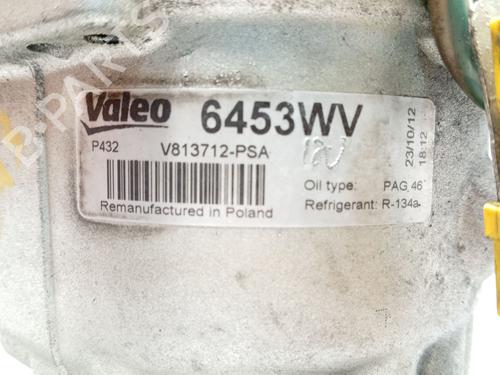 Valeo 6453WV
P432 V813712-PSA
23/10/12
18:12
Oil type: PAG 46
Refrigerant: R-134a
Remanufactured in Poland
B-PARTS